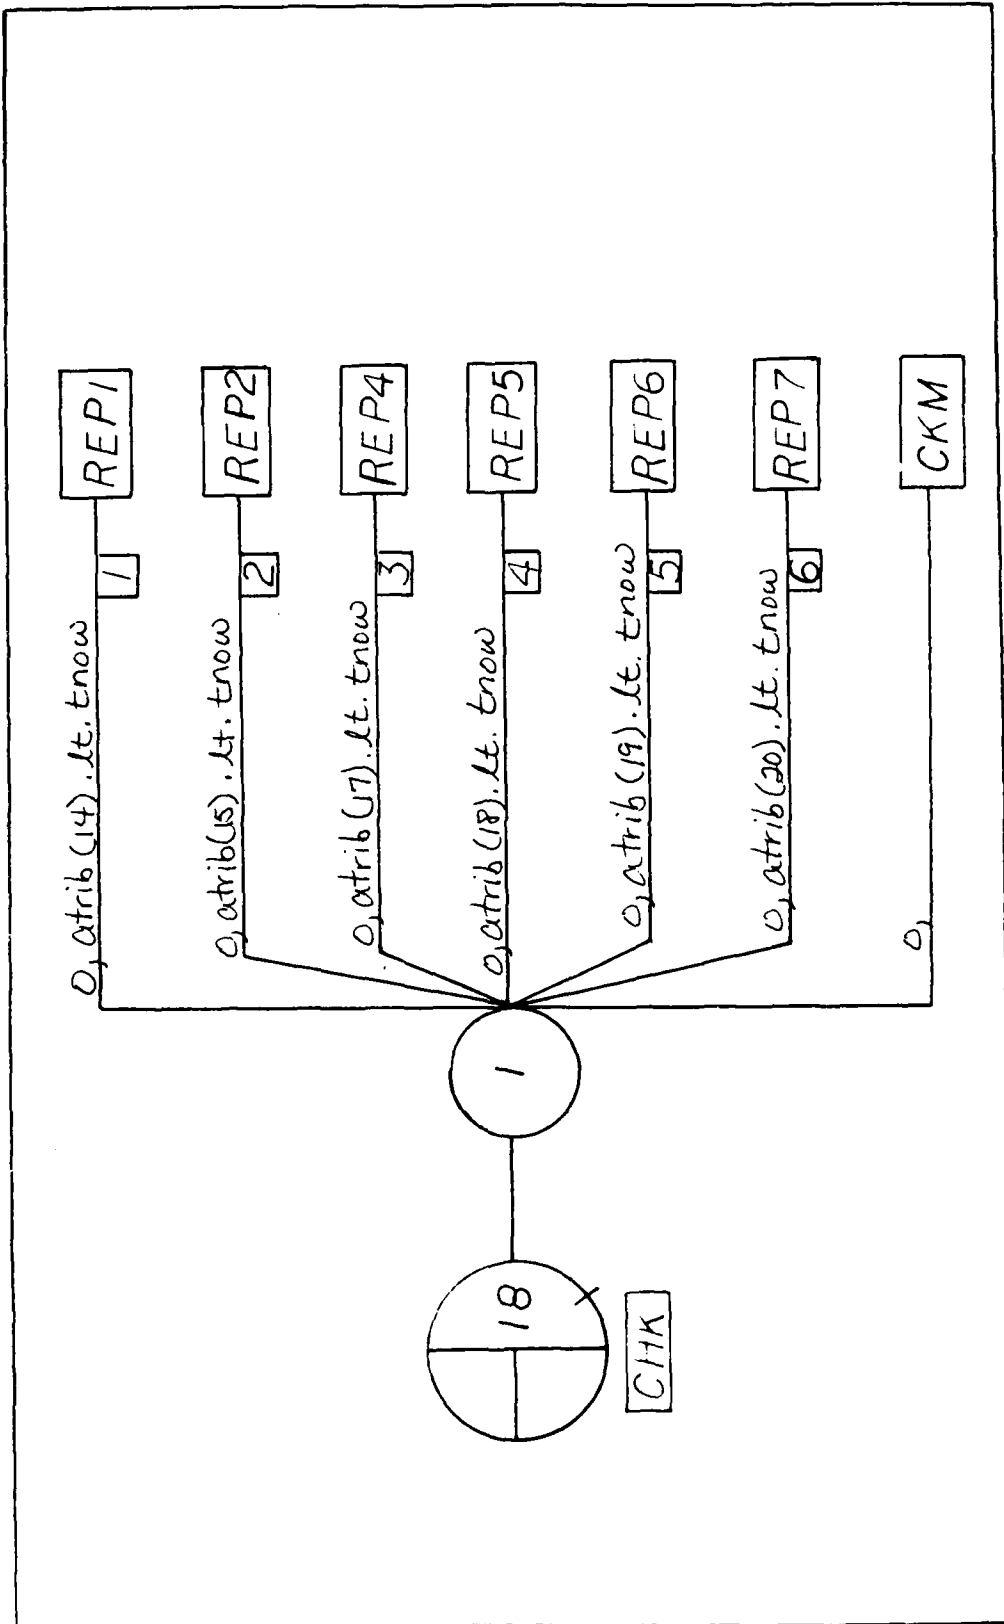 0, atrib(14).lt.tnow
1
REP1
0, atrib(15).lt.tnow
2
REP2
0, atrib(17).lt.tnow
3
REP4
0, atrib(18).lt.tnow
4
REP5
0, atrib(19).lt.tnow
5
REP6
0, atrib(20).lt.tnow
6
REP7
0,
CKM
1
18
CHK